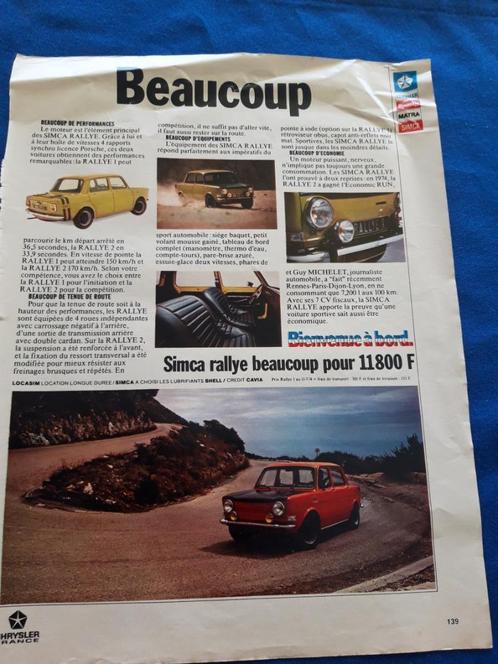 Beaucoup
MATRA
SIMCA
BEAUCOUP DE PERFORMANCES
Le moteur est l'élément principal
des SIMCA RALLYE. Grâce à lui et
à leur boîte de vitesses 4 rapports
synchro licence Porsche, ces deux
voitures obtiennent des performances
remarquables: la RALLYE 1 peut
parcourir le km départ arrêté en
36,5 secondes, la RALLYE 2 en
33,9 secondes. En vitesse de pointe la
RALLYE 1 peut atteindre 150 km/h et
la RALLYE 2 170 km/h. Selon votre
compétence, vous avez le choix entre
la RALLYE 1 pour l'initiation et la
RALLYE 2 pour la compétition.
BEAUCOUP DE TENUE DE ROUTE
Pour que la tenue de route soit à la
hauteur des performances, les RALLYE
sont équipées de 4 roues indépendantes
avec carrossage négatif à l'arrière,
d'une sortie de transmission arrière
avec double cardan. Sur la RALLYE 2,
la suspension a été renforcée à l'avant,
et la fixation du ressort transversal a été
modifiée pour mieux résister aux
freinages brusques et répétés. En
compétition, il ne suffit pas d'aller vite,
il faut aussi rester sur la route.
BEAUCOUP D'EQUIPEMENTS
L'équipement des SIMCA RALLYE
répond parfaitement aux impératifs du
sport automobile: siège baquet, petit
volant mousse gainé, tableau de bord
complet (manomètre, thermo d'eau,
compte-tours), pare-brise azuré,
essuie-glace deux vitesses, phares de
pointe à iode (option sur la RALLYE 1),
rétroviseur obus, capot anti-reflets noir
mat. Sportives, les SIMCA RALLYE le
sont jusque dans les moindres détails.
BEAUCOUP D'ECONOMIE
Un moteur puissant, nerveux,
n'implique pas toujours une grande
consommation. Les SIMCA RALLYE
l'ont prouvé à deux reprises: en 1974, la
RALLYE 2 a gagné l'Economic RUN,
et Guy MICHELET, journaliste
automobile, a "fait" récemment
Rennes-Paris-Dijon-Lyon, en ne
consommant que 7,200 l aux 100 km.
Avec ses 7 CV fiscaux, la SIMCA
RALLYE apporte la preuve qu'une
voiture sportive sait aussi être
économique.
Bienvenue à bord.
Simca rallye beaucoup pour 11800 F
LOCASIM LOCATION LONGUE DUREE / SIMCA A CHOISI LES LUBRIFIANTS SHELL / CREDIT CAVIA
CHRYSLER
FRANCE
139